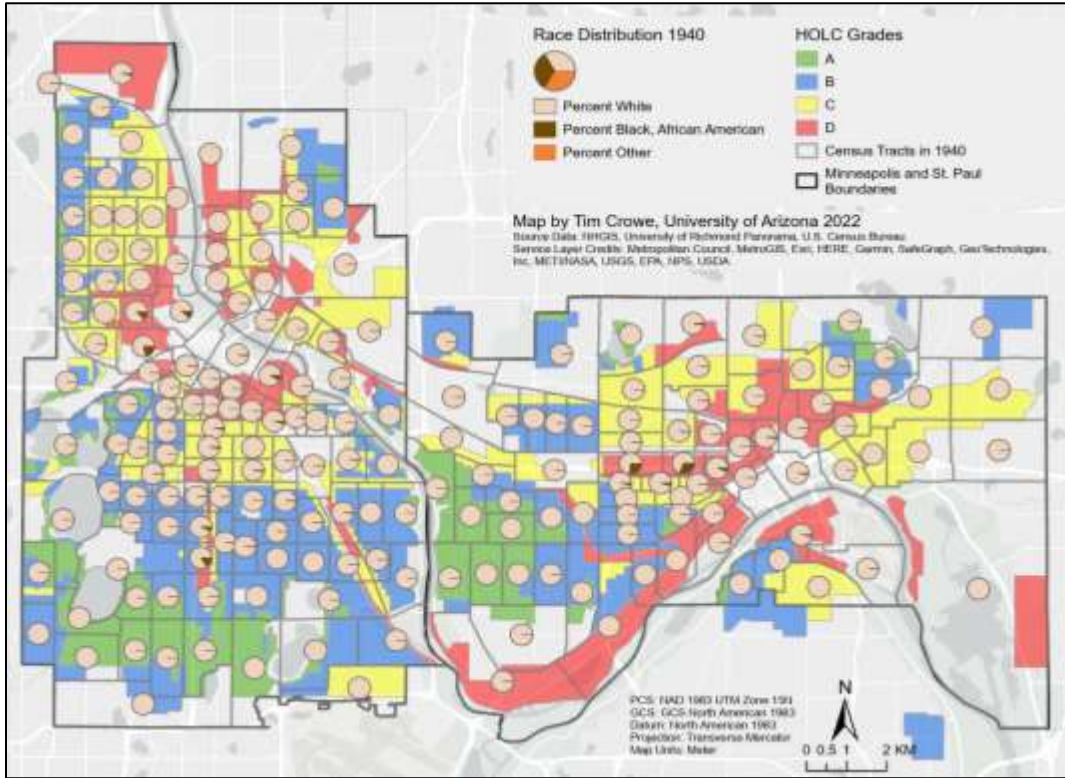 Race Distribution 1940
Percent White
Percent Black, African American
Percent Other
HOLC Grades
A
B
C
D
Census Tracts in 1940
Minneapolis and St. Paul
Boundaries
Map by Tim Crowe, University of Arizona 2022
Source Data: NHGIS, University of Richmond Panorama, U.S. Census Bureau
Service Layer Credits: Metropolitan Council, MetroGIS, Esri, HERE, Garmin, SafeGraph, GeoTechnologies,
Inc, METI/NASA, USGS, EPA, NPS, USDA
PCS: NAD 1983 UTM Zone 15N
GCS: GCS North American 1983
Datum: North American 1983
Projection: Transverse Mercator
Map Units: Meter
N
0 0.5 1 2 KM